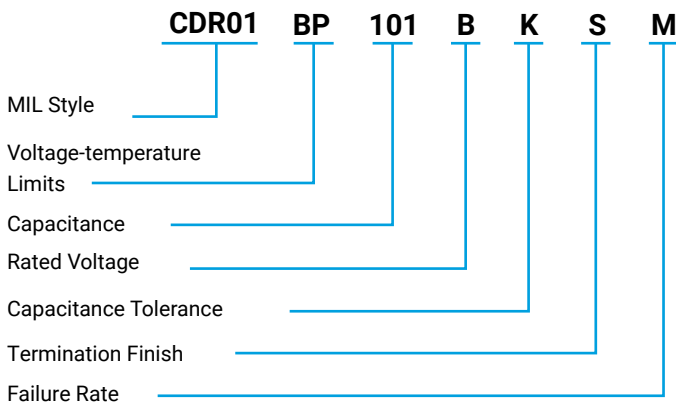 CDR01 BP 101 B K S M
MIL Style
Voltage-temperature
Limits
Capacitance
Rated Voltage
Capacitance Tolerance
Termination Finish
Failure Rate